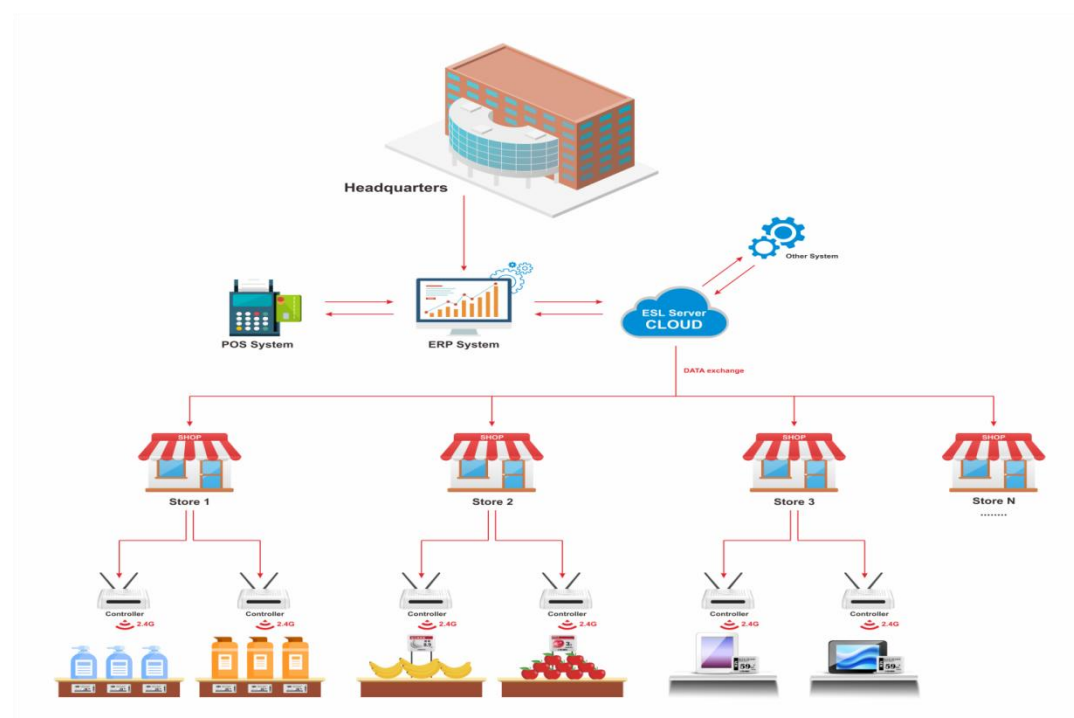 Headquarters
Other System
ESL Server
CLOUD
POS System
ERP System
DATA exchange
SHOP
SHOP
SHOP
SHOP
Store 1
Store 2
Store 3
Store N
........
Controller
Controller
Controller
Controller
Controller
Controller
2.4G
2.4G
2.4G
2.4G
2.4G
2.4G
59
59